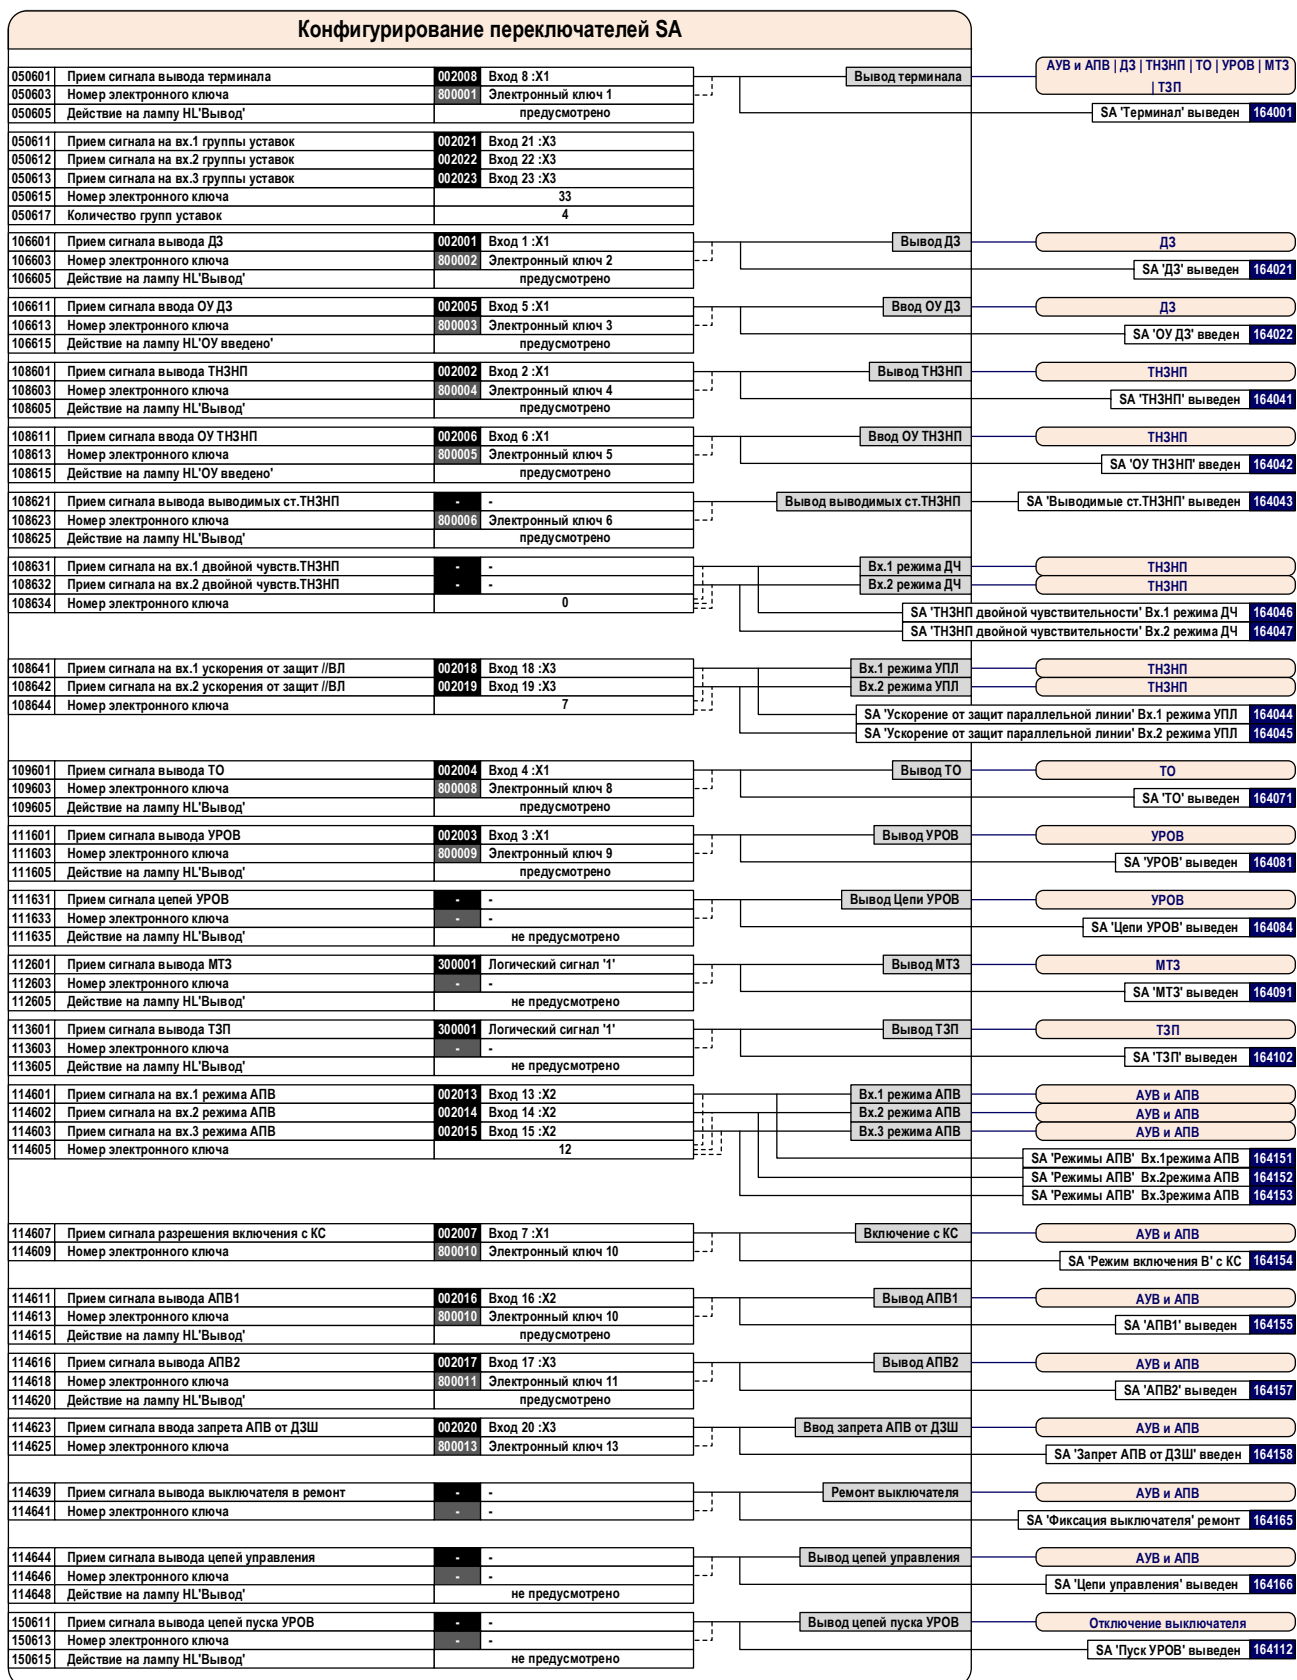 Конфигурирование переключателей SA
050601 Прием сигнала вывода терминала 002008 Вход 8 :X1 Вывод терминала АУВ и АПВ | ДЗ | ТНЗНП | ТО | УРОВ | МТЗ | ТЗП
050603 Номер электронного ключа 800001 Электронный ключ 1
050605 Действие на лампу HL'Вывод' предусмотрено SA 'Терминал' выведен 164001
050611 Прием сигнала на вх.1 группы уставок 002021 Вход 21 :X3
050612 Прием сигнала на вх.2 группы уставок 002022 Вход 22 :X3
050613 Прием сигнала на вх.3 группы уставок 002023 Вход 23 :X3
050615 Номер электронного ключа 33
050617 Количество групп уставок 4
106601 Прием сигнала вывода ДЗ 002001 Вход 1 :X1 Вывод ДЗ ДЗ
106603 Номер электронного ключа 800002 Электронный ключ 2
106605 Действие на лампу HL'Вывод' предусмотрено SA 'ДЗ' выведен 164021
106611 Прием сигнала ввода ОУ ДЗ 002005 Вход 5 :X1 Ввод ОУ ДЗ ДЗ
106613 Номер электронного ключа 800003 Электронный ключ 3
106615 Действие на лампу HL'ОУ введено' предусмотрено SA 'ОУ ДЗ' введен 164022
108601 Прием сигнала вывода ТНЗНП 002002 Вход 2 :X1 Вывод ТНЗНП ТНЗНП
108603 Номер электронного ключа 800004 Электронный ключ 4
108605 Действие на лампу HL'Вывод' предусмотрено SA 'ТНЗНП' выведен 164041
108611 Прием сигнала ввода ОУ ТНЗНП 002006 Вход 6 :X1 Ввод ОУ ТНЗНП ТНЗНП
108613 Номер электронного ключа 800005 Электронный ключ 5
108615 Действие на лампу HL'ОУ введено' предусмотрено SA 'ОУ ТНЗНП' введен 164042
108621 Прием сигнала вывода выводимых ст.ТНЗНП - - Вывод выводимых ст.ТНЗНП SA 'Выводимые ст.ТНЗНП' выведен 164043
108623 Номер электронного ключа 800006 Электронный ключ 6
108625 Действие на лампу HL'Вывод' предусмотрено
108631 Прием сигнала на вх.1 двойной чувств.ТНЗНП - - Вх.1 режима ДЧ ТНЗНП
108632 Прием сигнала на вх.2 двойной чувств.ТНЗНП - - Вх.2 режима ДЧ ТНЗНП
108634 Номер электронного ключа 0
SA 'ТНЗНП двойной чувствительности' Вх.1 режима ДЧ 164046
SA 'ТНЗНП двойной чувствительности' Вх.2 режима ДЧ 164047
108641 Прием сигнала на вх.1 ускорения от защит //ВЛ 002018 Вход 18 :X3 Вх.1 режима УПЛ ТНЗНП
108642 Прием сигнала на вх.2 ускорения от защит //ВЛ 002019 Вход 19 :X3 Вх.2 режима УПЛ ТНЗНП
108644 Номер электронного ключа 7
SA 'Ускорение от защит параллельной линии' Вх.1 режима УПЛ 164044
SA 'Ускорение от защит параллельной линии' Вх.2 режима УПЛ 164045
109601 Прием сигнала вывода ТО 002004 Вход 4 :X1 Вывод ТО ТО
109603 Номер электронного ключа 800008 Электронный ключ 8
109605 Действие на лампу HL'Вывод' предусмотрено SA 'ТО' выведен 164071
111601 Прием сигнала вывода УРОВ 002003 Вход 3 :X1 Вывод УРОВ УРОВ
111603 Номер электронного ключа 800009 Электронный ключ 9
111605 Действие на лампу HL'Вывод' предусмотрено SA 'УРОВ' выведен 164081
111631 Прием сигнала цепей УРОВ - - Вывод Цепи УРОВ УРОВ
111633 Номер электронного ключа - -
111635 Действие на лампу HL'Вывод' не предусмотрено SA 'Цепи УРОВ' выведен 164084
112601 Прием сигнала вывода МТЗ 300001 Логический сигнал '1' Вывод МТЗ МТЗ
112603 Номер электронного ключа - -
112605 Действие на лампу HL'Вывод' не предусмотрено SA 'МТЗ' выведен 164091
113601 Прием сигнала вывода ТЗП 300001 Логический сигнал '1' Вывод ТЗП ТЗП
113603 Номер электронного ключа - -
113605 Действие на лампу HL'Вывод' не предусмотрено SA 'ТЗП' выведен 164102
114601 Прием сигнала на вх.1 режима АПВ 002013 Вход 13 :X2 Вх.1 режима АПВ АУВ и АПВ
114602 Прием сигнала на вх.2 режима АПВ 002014 Вход 14 :X2 Вх.2 режима АПВ АУВ и АПВ
114603 Прием сигнала на вх.3 режима АПВ 002015 Вход 15 :X2 Вх.3 режима АПВ АУВ и АПВ
114605 Номер электронного ключа 12
SA 'Режимы АПВ' Вх.1режима АПВ 164151
SA 'Режимы АПВ' Вх.2режима АПВ 164152
SA 'Режимы АПВ' Вх.3режима АПВ 164153
114607 Прием сигнала разрешения включения с КС 002007 Вход 7 :X1 Включение с КС АУВ и АПВ
114609 Номер электронного ключа 800010 Электронный ключ 10
SA 'Режим включения В' с КС 164154
114611 Прием сигнала вывода АПВ1 002016 Вход 16 :X2 Вывод АПВ1 АУВ и АПВ
114613 Номер электронного ключа 800010 Электронный ключ 10
114615 Действие на лампу HL'Вывод' предусмотрено SA 'АПВ1' выведен 164155
114616 Прием сигнала вывода АПВ2 002017 Вход 17 :X3 Вывод АПВ2 АУВ и АПВ
114618 Номер электронного ключа 800011 Электронный ключ 11
114620 Действие на лампу HL'Вывод' предусмотрено SA 'АПВ2' выведен 164157
114623 Прием сигнала ввода запрета АПВ от ДЗШ 002020 Вход 20 :X3 Ввод запрета АПВ от ДЗШ АУВ и АПВ
114625 Номер электронного ключа 800013 Электронный ключ 13
SA 'Запрет АПВ от ДЗШ' введен 164158
114639 Прием сигнала вывода выключателя в ремонт - - Ремонт выключателя АУВ и АПВ
114641 Номер электронного ключа - -
SA 'Фиксация выключателя' ремонт 164165
114644 Прием сигнала вывода цепей управления - - Вывод цепей управления АУВ и АПВ
114646 Номер электронного ключа - -
114648 Действие на лампу HL'Вывод' не предусмотрено SA 'Цепи управления' выведен 164166
150611 Прием сигнала вывода цепей пуска УРОВ - - Вывод цепей пуска УРОВ Отключение выключателя
150613 Номер электронного ключа - -
150615 Действие на лампу HL'Вывод' не предусмотрено SA 'Пуск УРОВ' выведен 164112